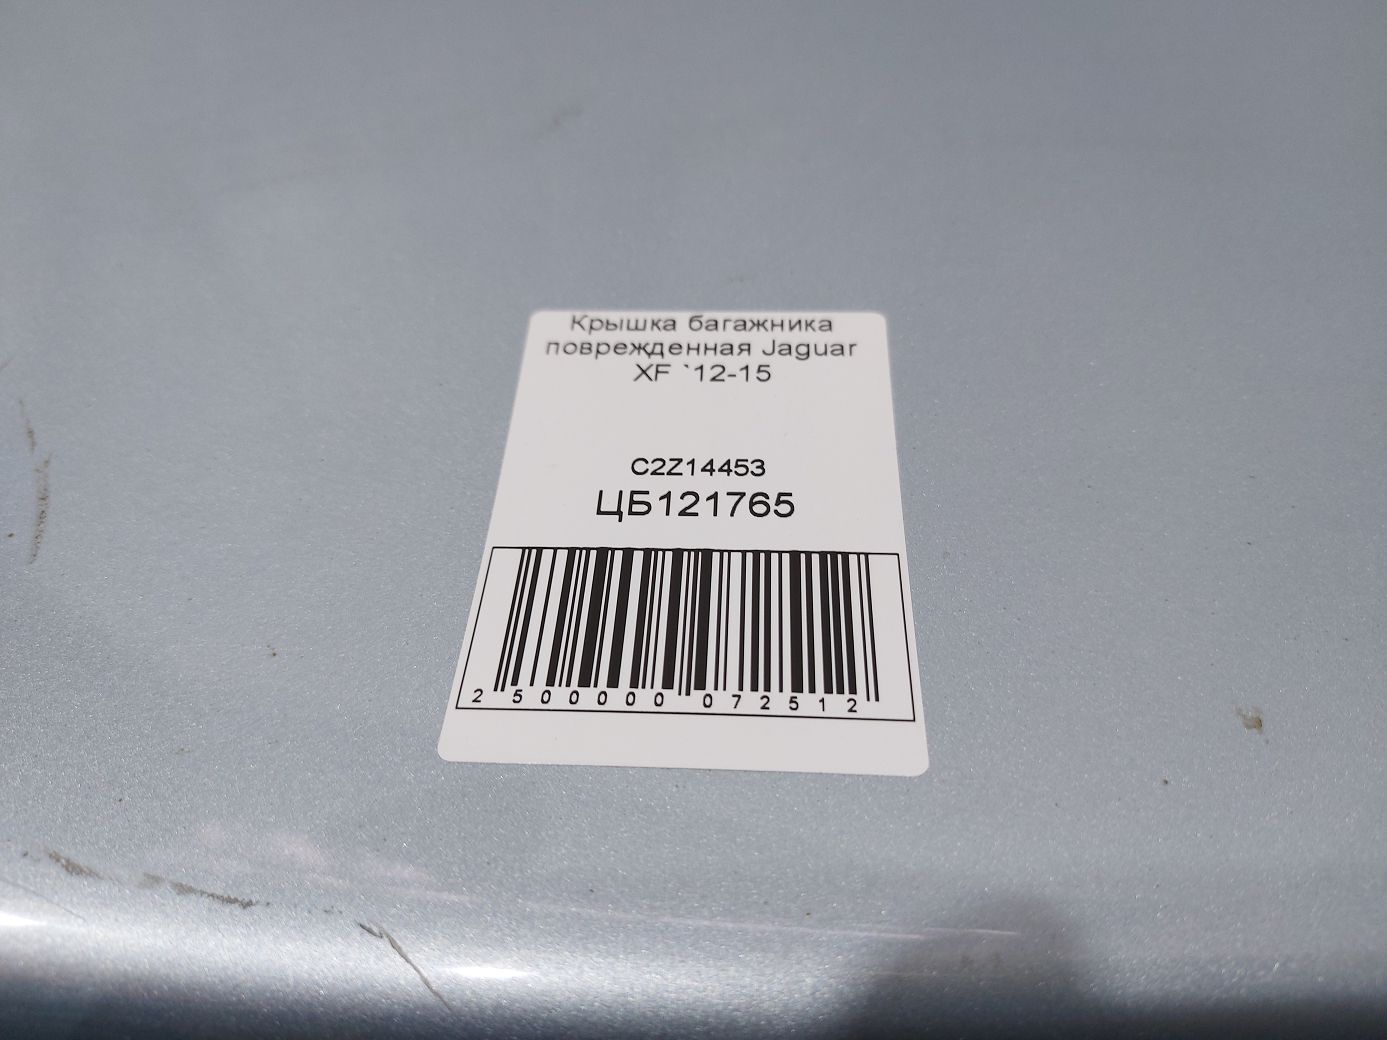 Крышка багажника
поврежденная Jaguar
XF `12-15
C2Z14453
ЦБ121765
2 500000 072512